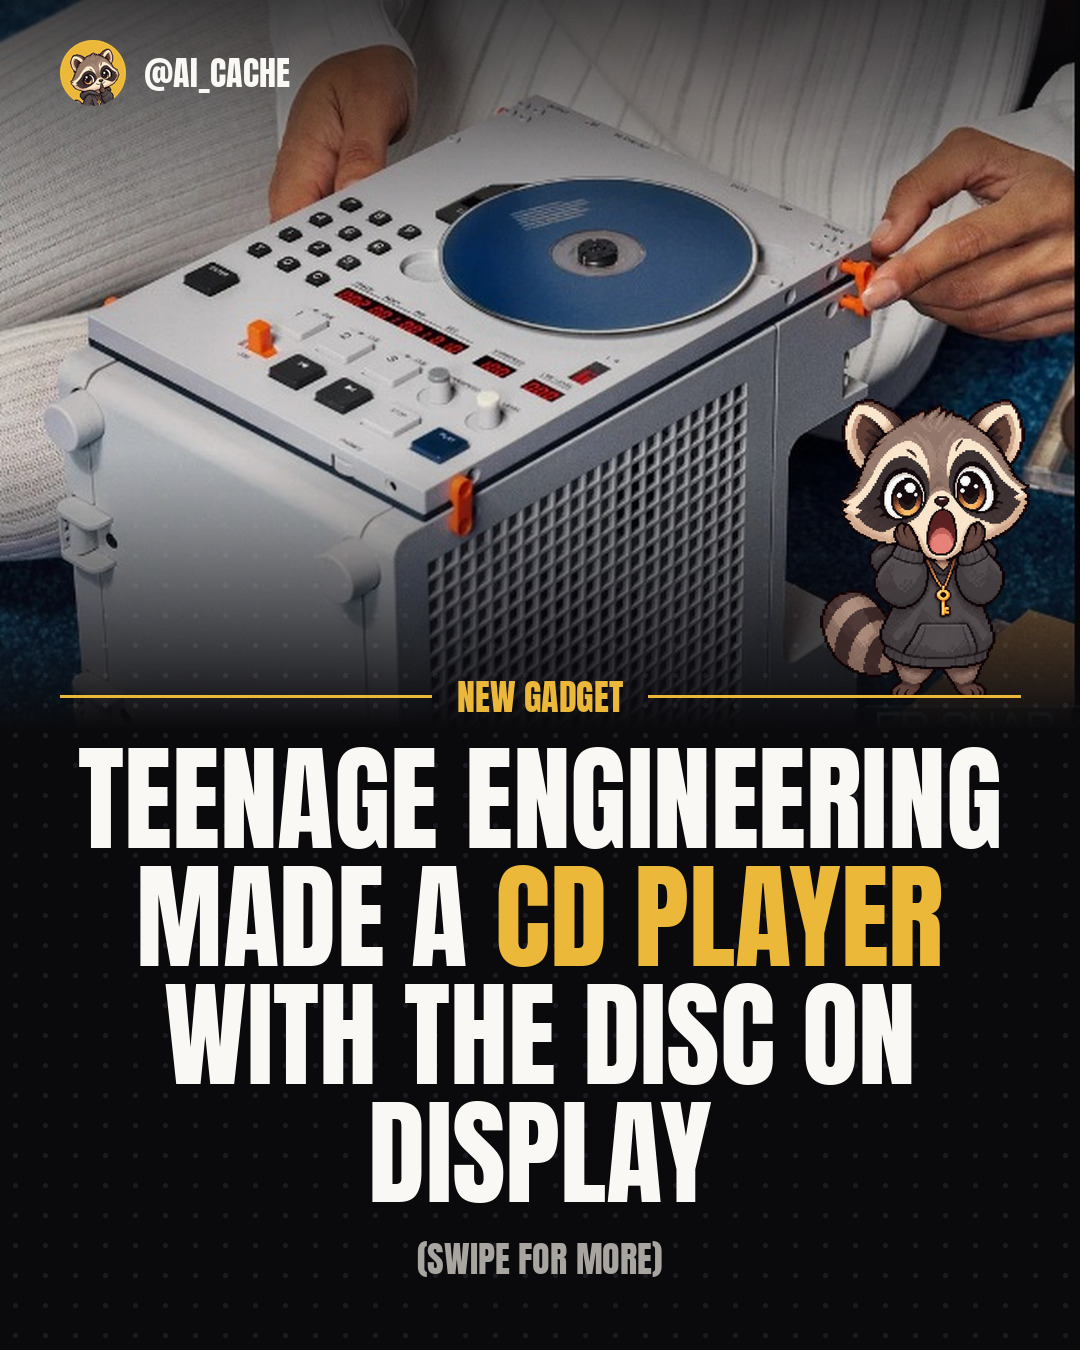 @AI_CACHE
NEW GADGET
TEENAGE ENGINEERING
MADE A CD PLAYER
WITH THE DISC ON
DISPLAY
(SWIPE FOR MORE)